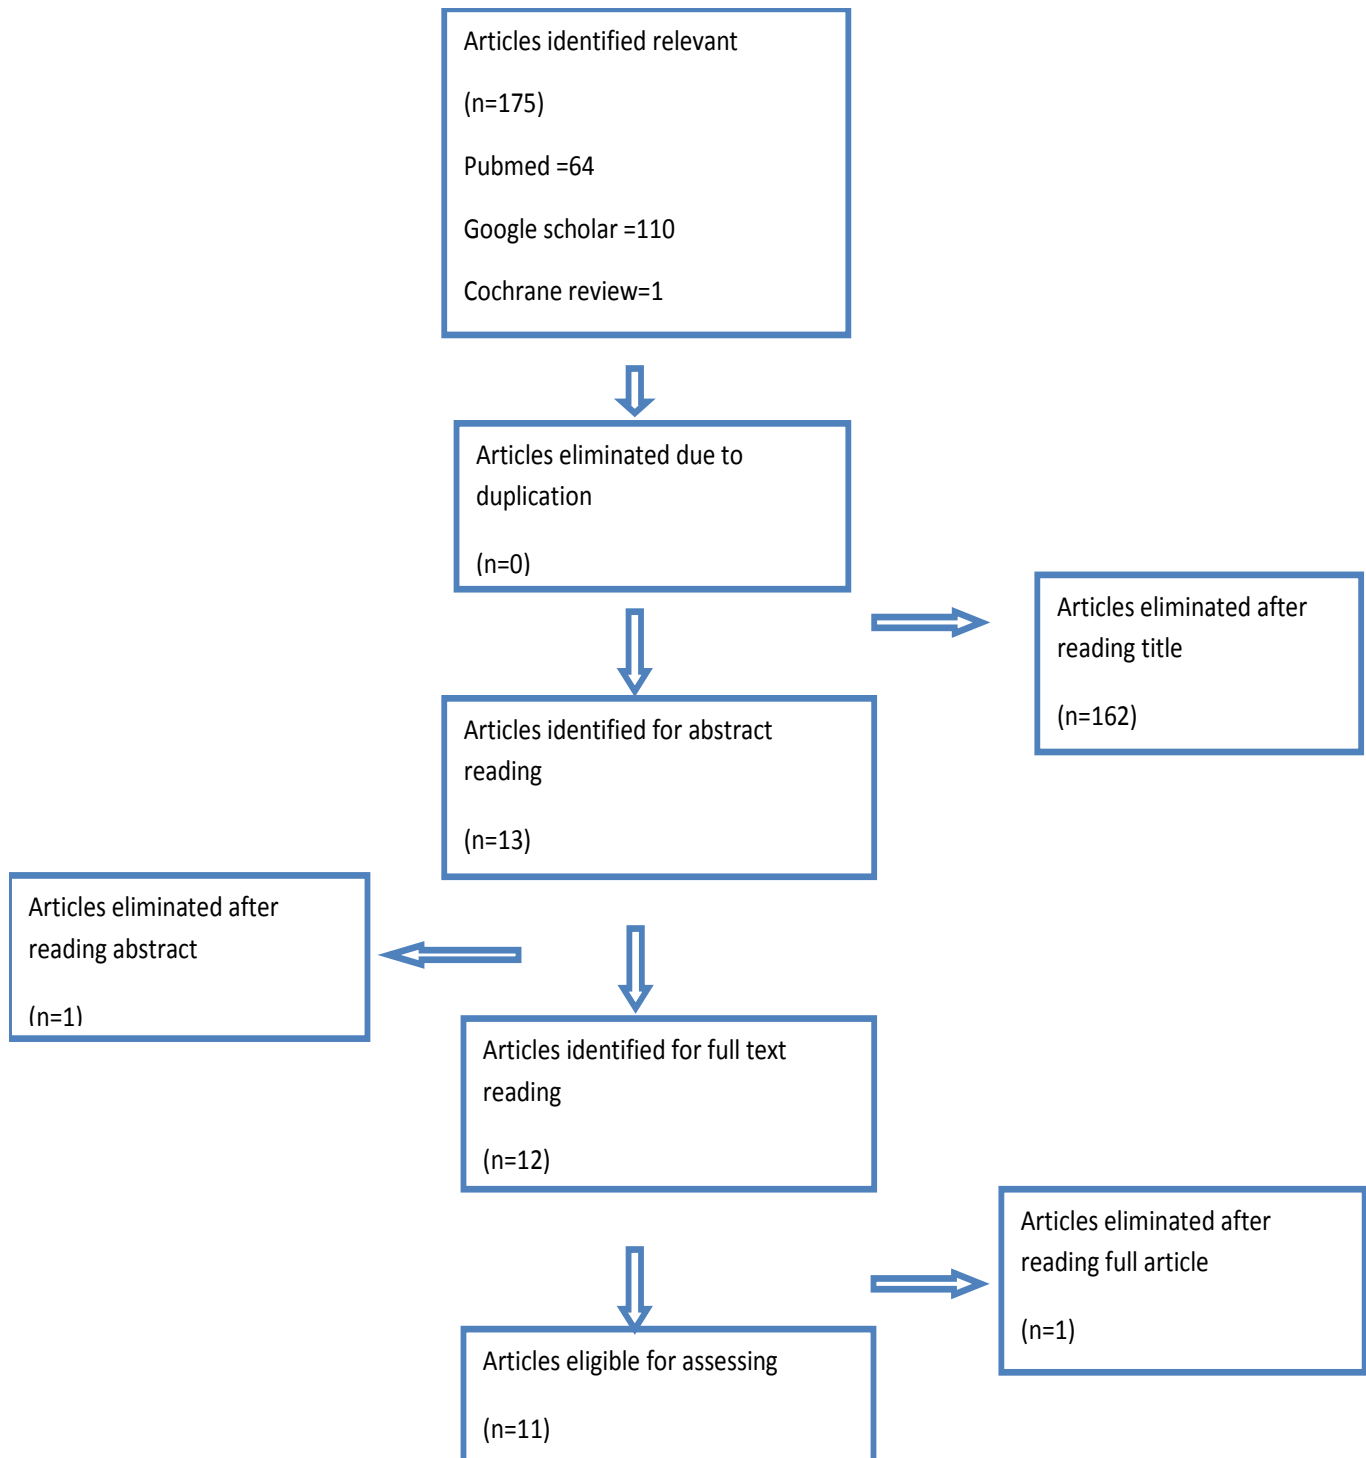 Articles identified relevant
(n=175)
Pubmed =64
Google scholar =110
Cochrane review=1
Articles eliminated due to
duplication
(n=0)
Articles eliminated after
reading title
(n=162)
Articles identified for abstract
reading
(n=13)
Articles eliminated after
reading abstract
(n=1)
Articles identified for full text
reading
(n=12)
Articles eliminated after
reading full article
(n=1)
Articles eligible for assessing
(n=11)